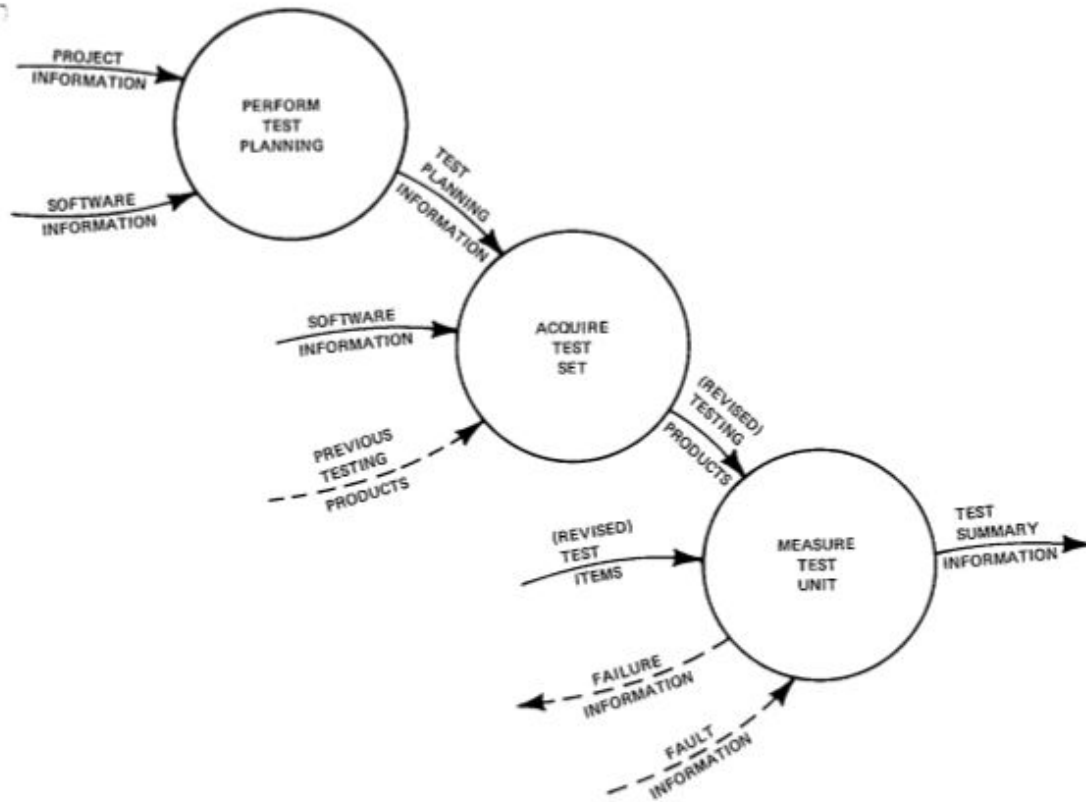 PROJECT
INFORMATION
PERFORM
TEST
PLANNING
SOFTWARE
INFORMATION
TEST
PLANNING
INFORMATION
SOFTWARE
INFORMATION
ACQUIRE
TEST
SET
PREVIOUS
TESTING
PRODUCTS
(REVISED)
TESTING
PRODUCTS
(REVISED)
TEST
ITEMS
MEASURE
TEST
UNIT
TEST
SUMMARY
INFORMATION
FAILURE
INFORMATION
FAULT
INFORMATION